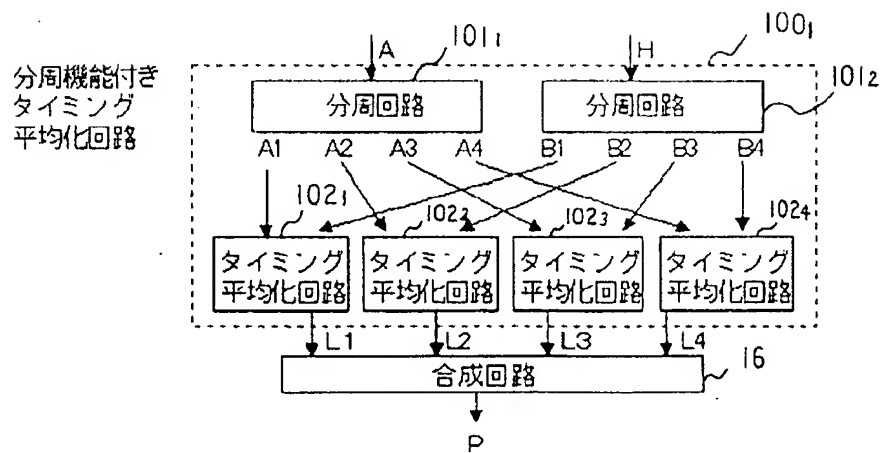 A 101₁ H 100₁
分周機能付き
タイミング
平均化回路
分周回路 分周回路 101₂
A1 A2 A3 A4 B1 B2 B3 B4
102₁ 102₂ 102₃ 102₄
タイミング タイミング タイミング タイミング
平均化回路 平均化回路 平均化回路 平均化回路
L1 L2 L3 L4
合成回路 16
P